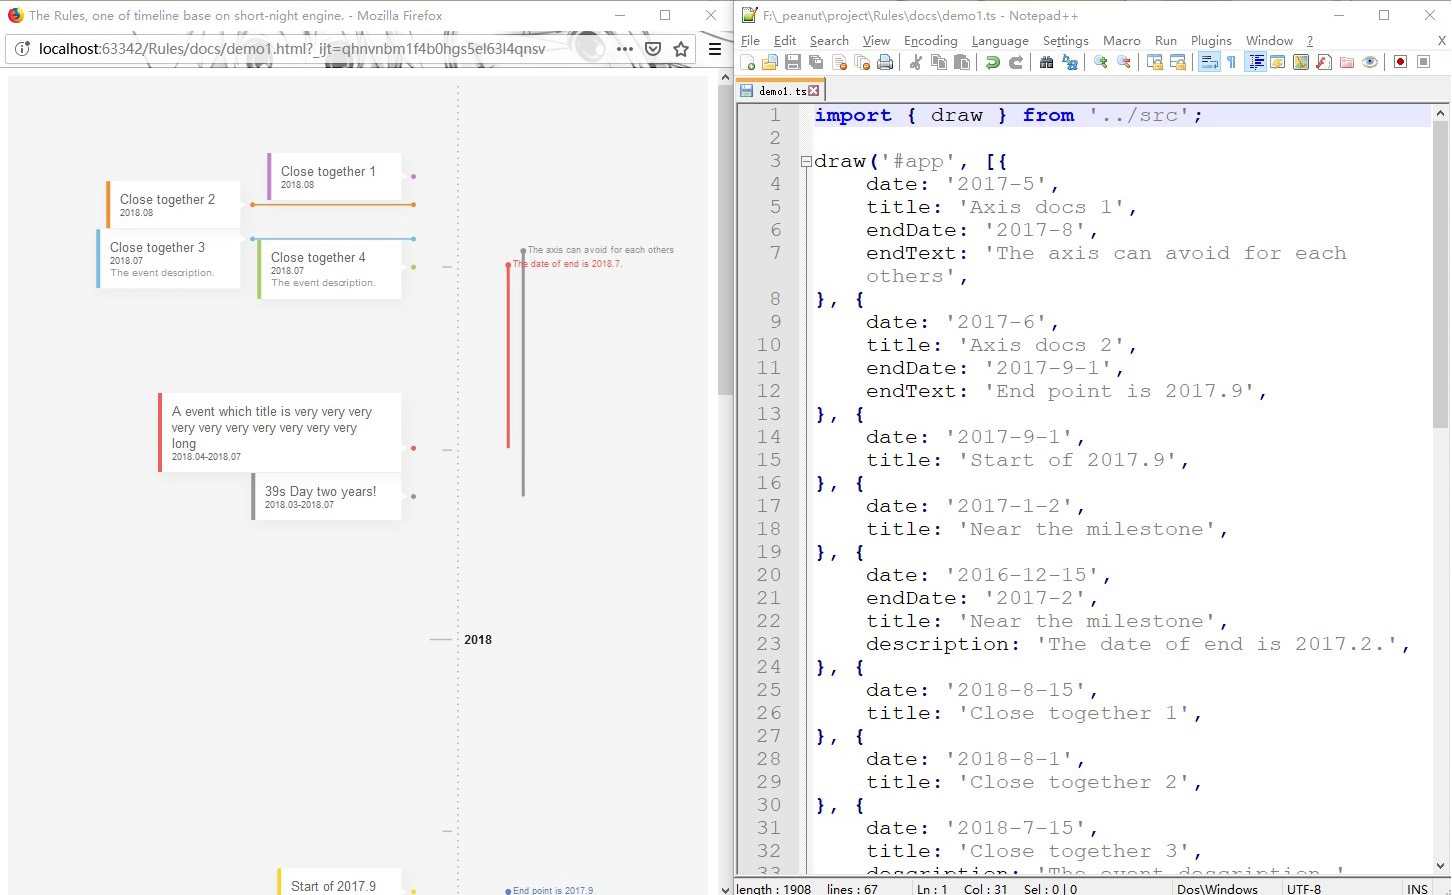 The Rules, one of timeline base on short-night engine. - Mozilla Firefox
localhost:63342/Rules/docs/demo1.html?_ijt=qhnvnbm1f4b0hgs5el63l4qnsv
Close together 1
2018.08
Close together 2
2018.08
Close together 3
2018.07
The event description.
Close together 4
2018.07
The event description.
The axis can avoid for each others
The date of end is 2018.7.
A event which title is very very very
very very very very very very very
long
2018.04-2018.07
39s Day two years!
2018.03-2018.07
2018
Start of 2017.9
End point is 2017.9
F:\_peanut\project\Rules\docs\demo1.ts - Notepad++
File Edit Search View Encoding Language Settings Macro Run Plugins Window ? X
demo1.ts
1 import { draw } from '../src';
2
3 draw('#app', [{
4 date: '2017-5',
5 title: 'Axis docs 1',
6 endDate: '2017-8',
7 endText: 'The axis can avoid for each
others',
8 }, {
9 date: '2017-6',
10 title: 'Axis docs 2',
11 endDate: '2017-9-1',
12 endText: 'End point is 2017.9',
13 }, {
14 date: '2017-9-1',
15 title: 'Start of 2017.9',
16 }, {
17 date: '2017-1-2',
18 title: 'Near the milestone',
19 }, {
20 date: '2016-12-15',
21 endDate: '2017-2',
22 title: 'Near the milestone',
23 description: 'The date of end is 2017.2.',
24 }, {
25 date: '2018-8-15',
26 title: 'Close together 1',
27 }, {
28 date: '2018-8-1',
29 title: 'Close together 2',
30 }, {
31 date: '2018-7-15',
32 title: 'Close together 3',
33 description: 'The event description.'
length : 1908 lines : 67 Ln : 1 Col : 31 Sel : 0 | 0 Dos\Windows UTF-8 INS